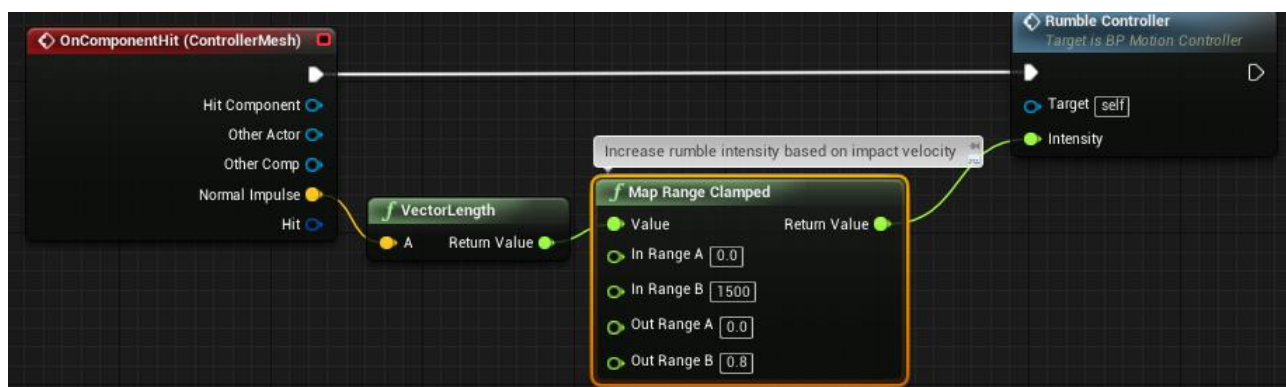 OnComponentHit (ControllerMesh)
Hit Component
Other Actor
Other Comp
Normal Impulse
Hit
f VectorLength
A Return Value
Increase rumble intensity based on impact velocity
f Map Range Clamped
Value Return Value
In Range A 0.0
In Range B 1500
Out Range A 0.0
Out Range B 0.8
Rumble Controller
Target is BP Motion Controller
Target self
Intensity